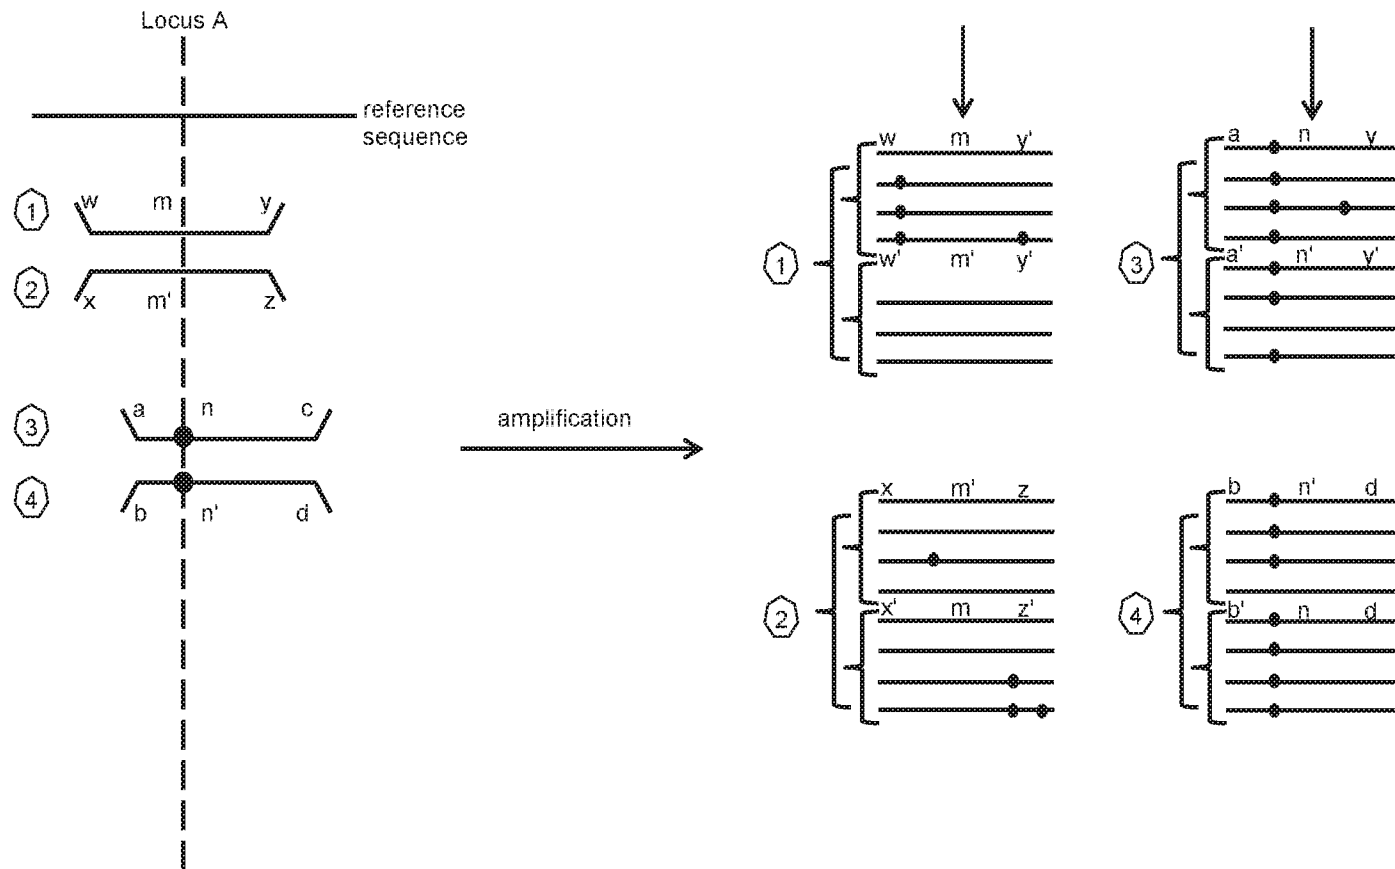 Locus A
reference
sequence
1
w m y
2
x m' z
3
a n c
4
b n' d
amplification
1
w m y'
w' m' y'
2
x m' z
x' m z'
3
a n y
a' n' y'
4
b n' d
b' n d